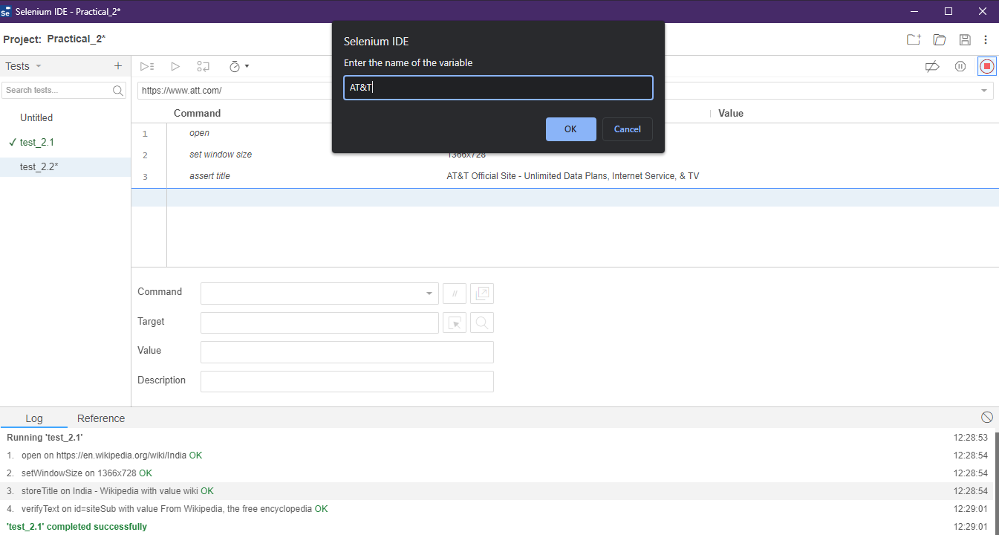 Se Selenium IDE - Practical_2*
Project: Practical_2*
Selenium IDE
Enter the name of the variable
AT&T
OK Cancel
Tests
Search tests...
https://www.att.com/
Untitled
test_2.1
test_2.2*
Command Value
1 open
2 set window size 1366x728
3 assert title AT&T Official Site - Unlimited Data Plans, Internet Service, & TV
Command //
Target
Value
Description
Log Reference
Running 'test_2.1' 12:28:53
1. open on https://en.wikipedia.org/wiki/India OK 12:28:54
2. setWindowSize on 1366x728 OK 12:28:54
3. storeTitle on India - Wikipedia with value wiki OK 12:28:54
4. verifyText on id=siteSub with value From Wikipedia, the free encyclopedia OK 12:29:01
'test_2.1' completed successfully 12:29:01